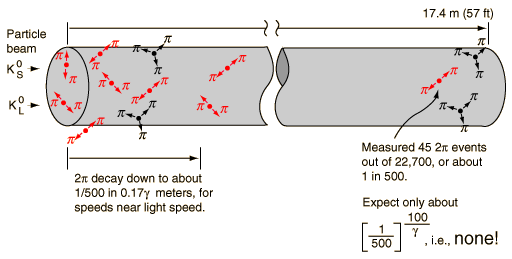 17.4 m (57 ft)
Particle
beam
K⁰_S
K⁰_L
π π
π π
π π
π π
π π
π π
π π
π π π
π π π
π π
π π
π π π
π π π
2π decay down to about
1/500 in 0.17γ meters, for
speeds near light speed.
Measured 45 2π events
out of 22,700, or about
1 in 500.
Expect only about
[1/500]^(100/γ), i.e., none!